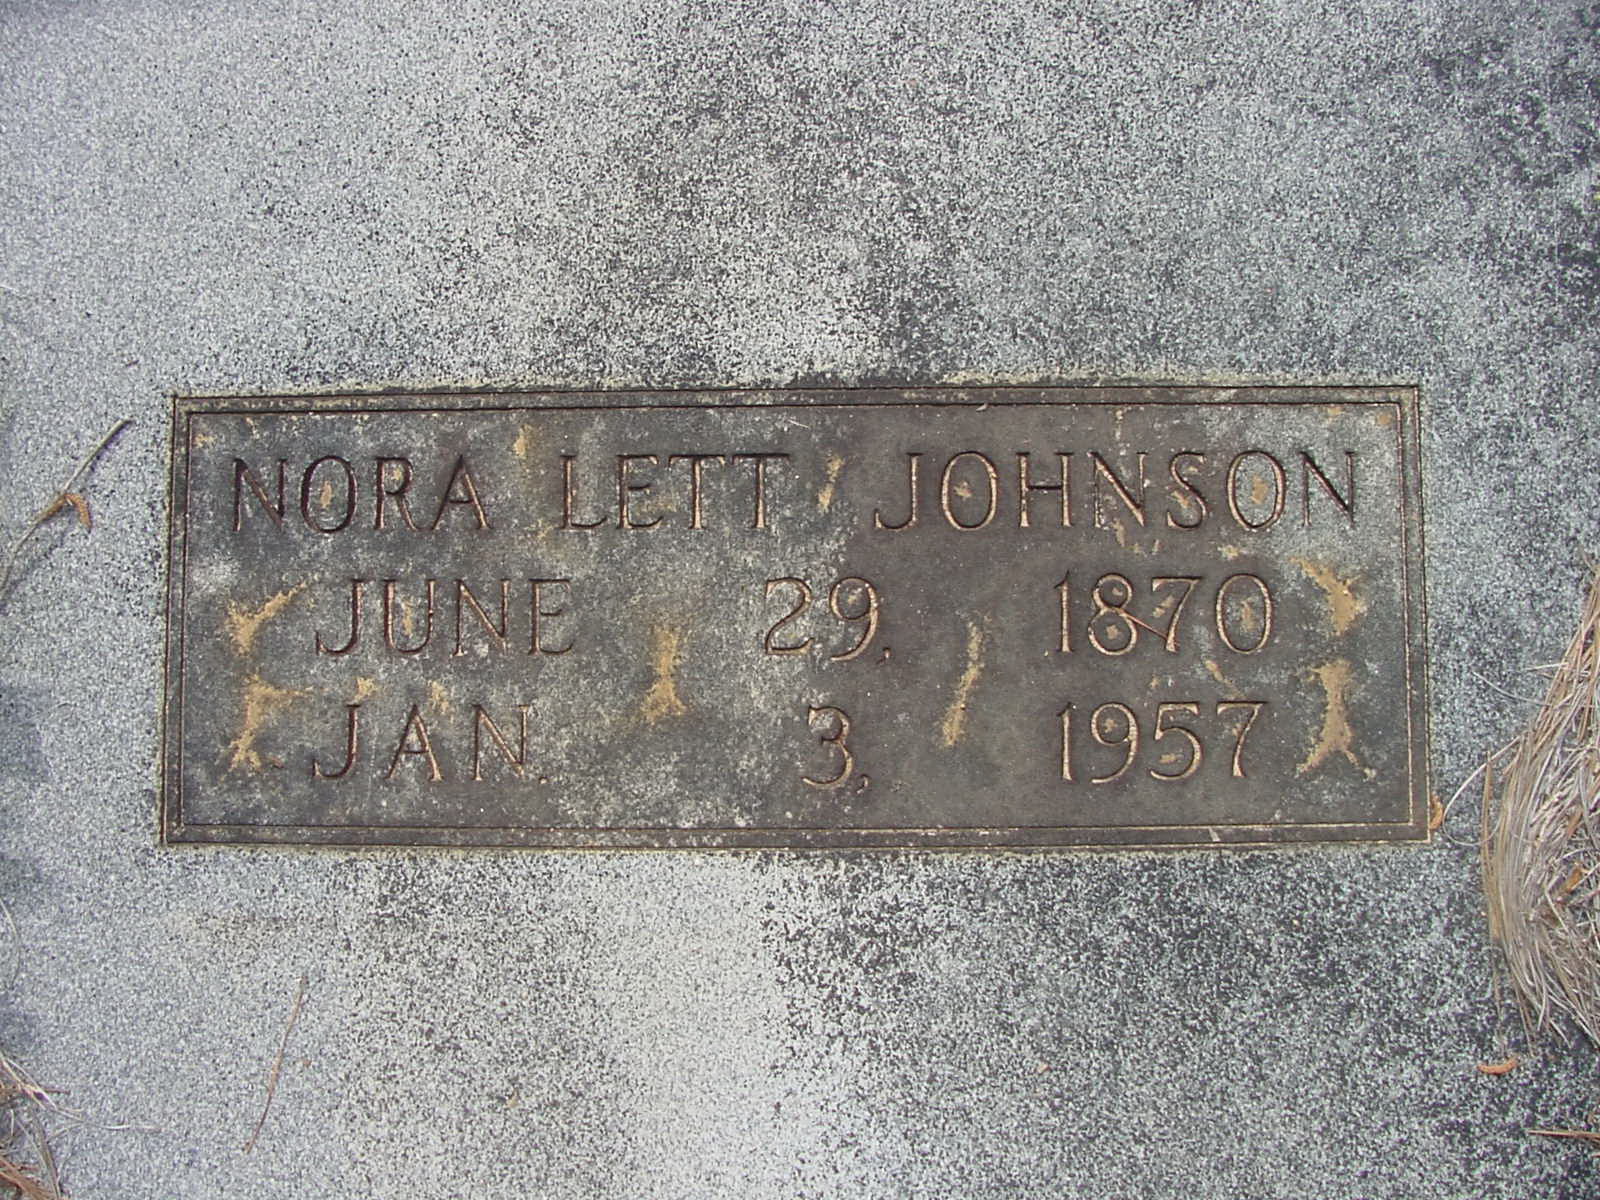 NORA LETT JOHNSON
JUNE 29, 1870
JAN. 3, 1957